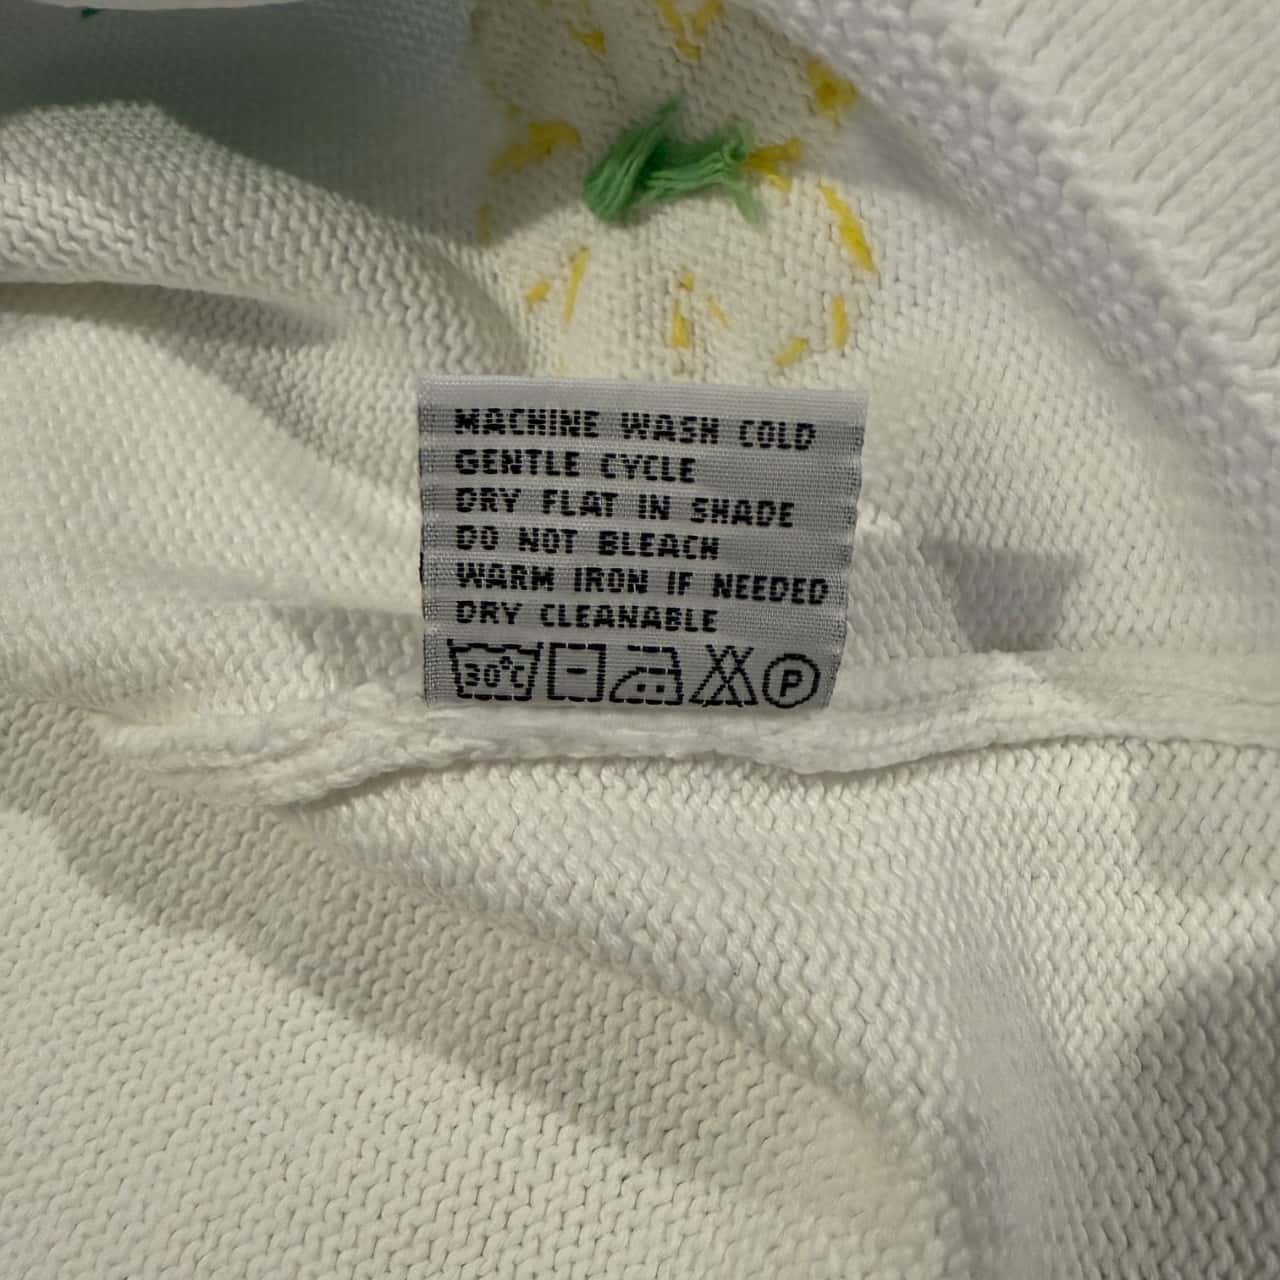 MACHINE WASH COLD
GENTLE CYCLE
DRY FLAT IN SHADE
DO NOT BLEACH
WARM IRON IF NEEDED
DRY CLEANABLE
30°C P